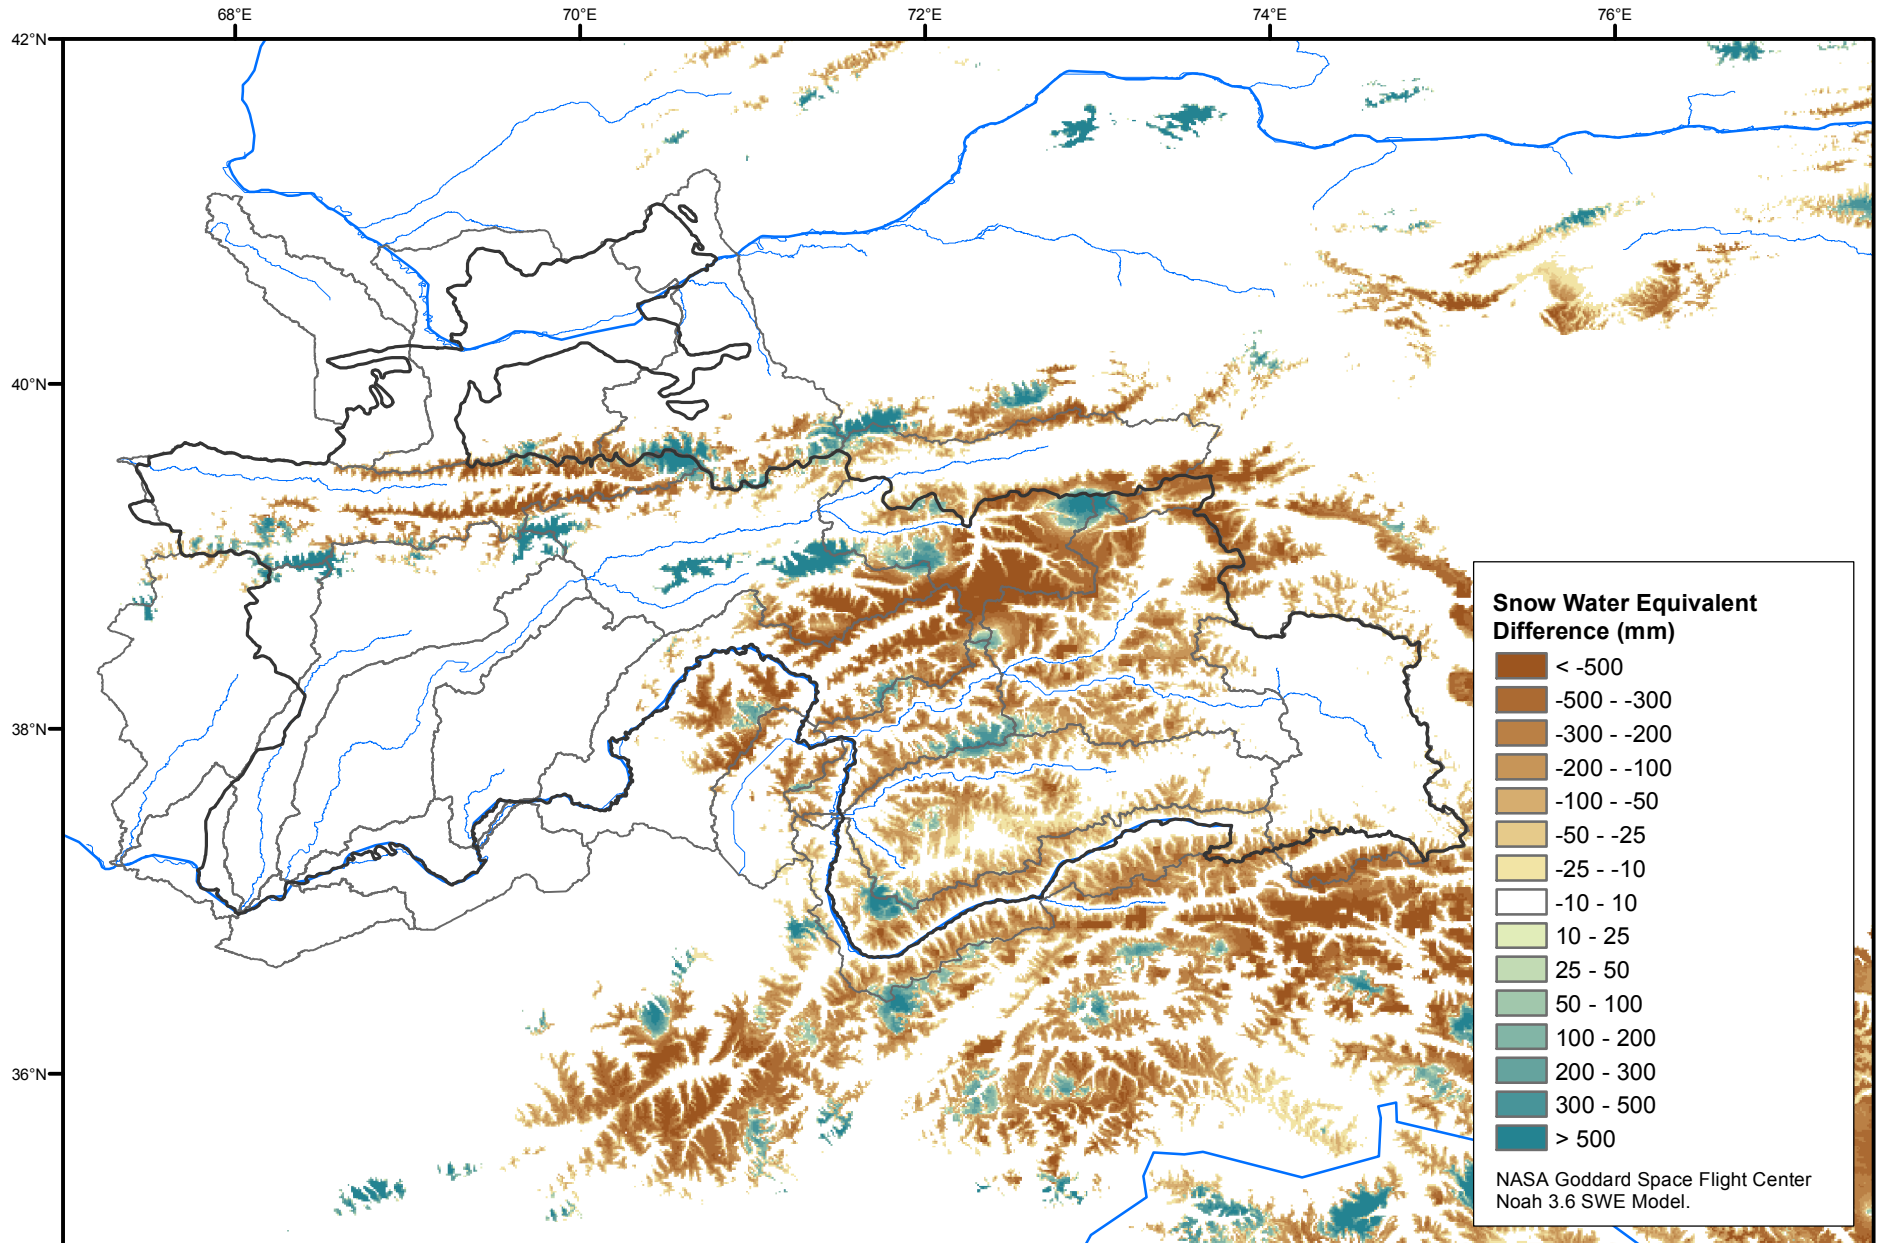 68°E 70°E 72°E 74°E 76°E
42°N
40°N
38°N
36°N
Snow Water Equivalent
Difference (mm)
< -500
-500 - -300
-300 - -200
-200 - -100
-100 - -50
-50 - -25
-25 - -10
-10 - 10
10 - 25
25 - 50
50 - 100
100 - 200
200 - 300
300 - 500
> 500
NASA Goddard Space Flight Center
Noah 3.6 SWE Model.